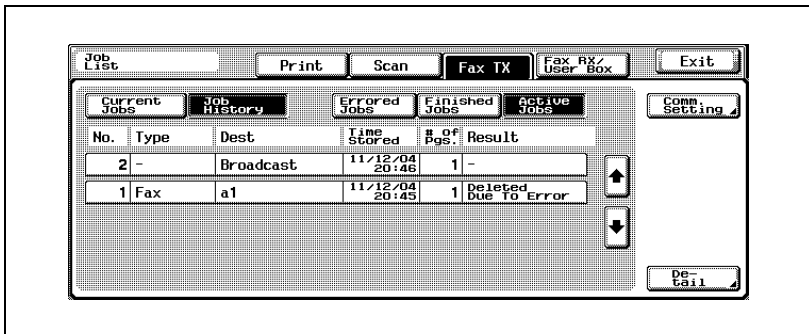 Job List
Print
Scan
Fax TX
Fax RX/ User Box
Exit
Current Jobs
Job History
Errored Jobs
Finished Jobs
Active Jobs
Comm. Setting
No. Type Dest Time Stored # of Pgs. Result
2 - Broadcast 11/12/04 20:46 1 -
1 Fax a1 11/12/04 20:45 1 Deleted Due To Error
De-
tail